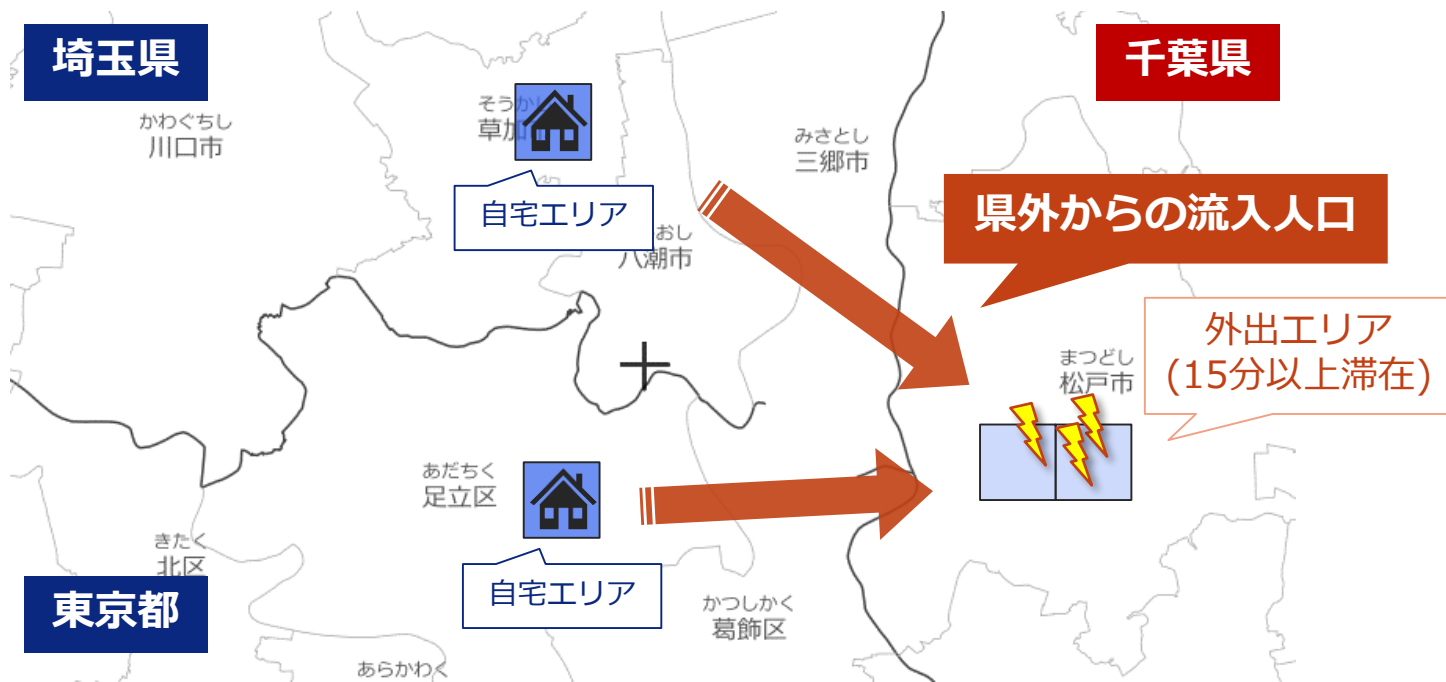 埼玉県
千葉県
かわぐちし
川口市
そうか
草加
みさとし
三郷市
自宅エリア
県外からの流入人口
おし
八潮市
外出エリア
(15分以上滞在)
まつどし
松戸市
あだちく
足立区
きたく
北区
自宅エリア
東京都
かつしかく
葛飾区
あらかわく